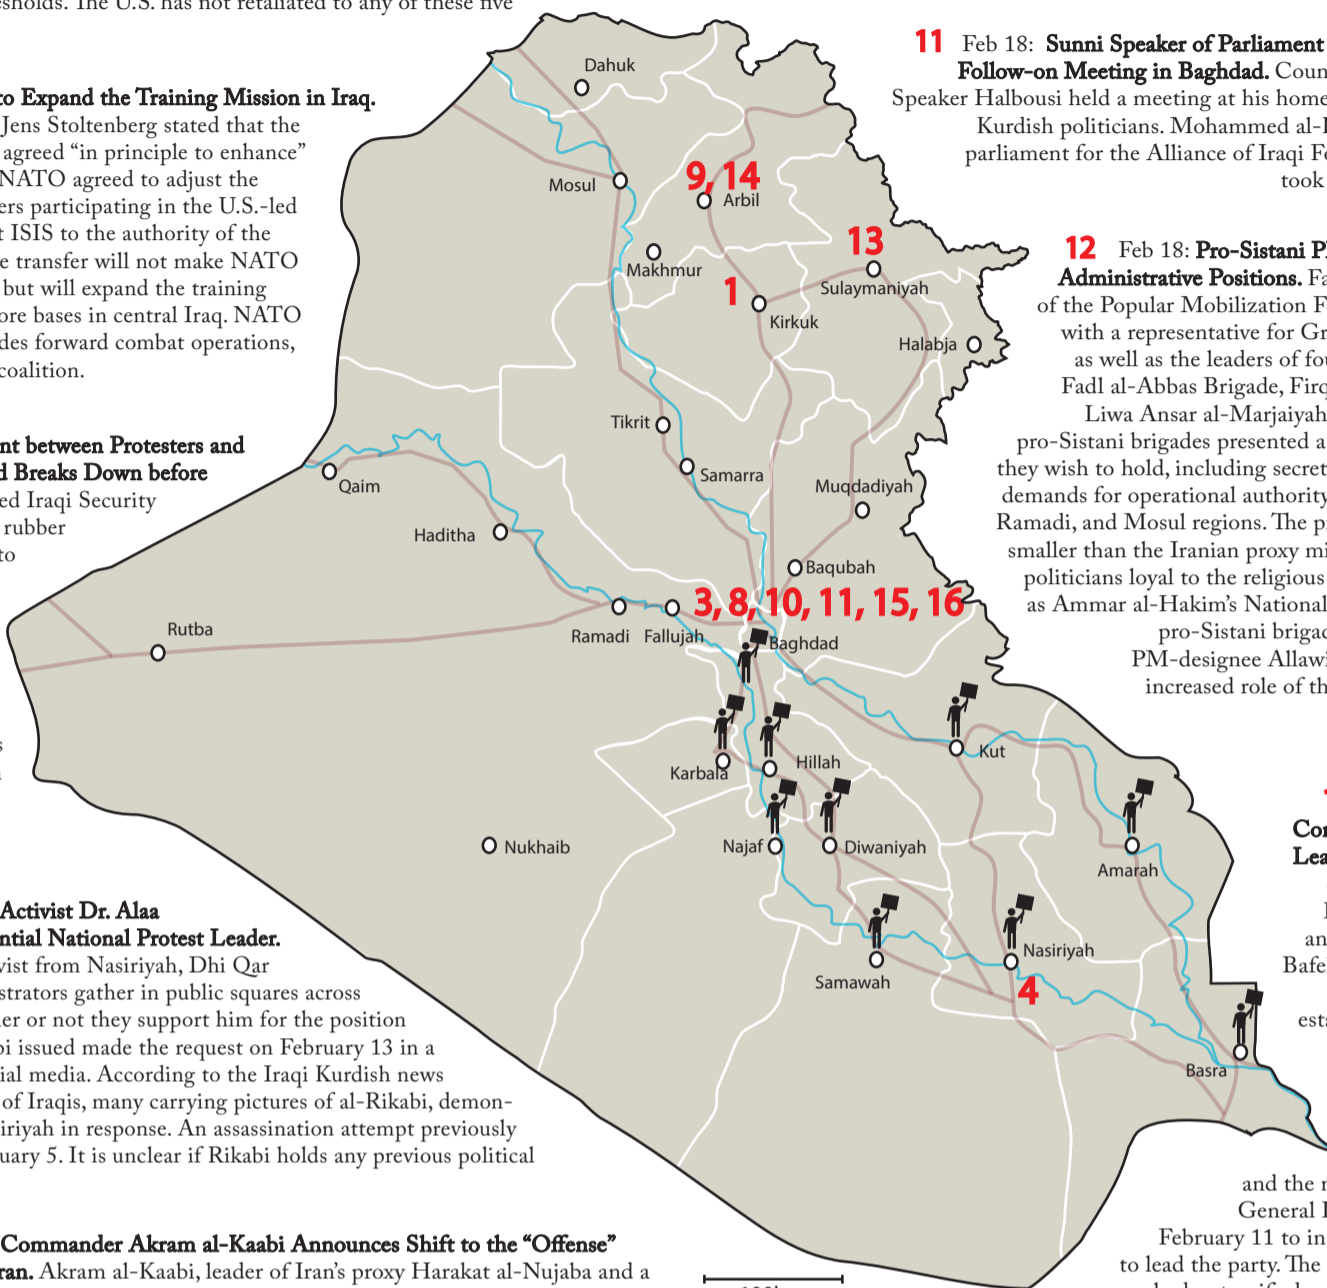 esholds. The U.S. has not retaliated to any of these five
to Expand the Training Mission in Iraq.
Jens Stoltenberg stated that the
agreed “in principle to enhance”
NATO agreed to adjust the
ers participating in the U.S.-led
t ISIS to the authority of the
e transfer will not make NATO
but will expand the training
ore bases in central Iraq. NATO
des forward combat operations,
coalition.
nt between Protesters and
d Breaks Down before
ed Iraqi Security
rubber
to
s
Activist Dr. Alaa
ntial National Protest Leader.
vist from Nasiriyah, Dhi Qar
strators gather in public squares across
er or not they support him for the position
bi issued made the request on February 13 in a
ial media. According to the Iraqi Kurdish news
of Iraqis, many carrying pictures of al-Rikabi, demon-
iriyah in response. An assassination attempt previously
uary 5. It is unclear if Rikabi holds any previous political
Commander Akram al-Kaabi Announces Shift to the “Offense”
ran. Akram al-Kaabi, leader of Iran’s proxy Harakat al-Nujaba and a
Dahuk
Mosul
9, 14
Arbil
Makhmur
13
Sulaymaniyah
1
Kirkuk
Halabja
Tikrit
Samarra
Qaim
Muqdadiyah
Haditha
Baqubah
3, 8, 10, 11, 15, 16
Rutba
Ramadi
Fallujah
Baghdad
Kut
Karbala
Hillah
Nukhaib
Najaf
Diwaniyah
Amarah
Samawah
Nasiriyah
4
Basra
11 Feb 18: Sunni Speaker of Parliament
Follow-on Meeting in Baghdad. Coun
Speaker Halbousi held a meeting at his home
Kurdish politicians. Mohammed al-
parliament for the Alliance of Iraqi Fo
took
12 Feb 18: Pro-Sistani P
Administrative Positions. Fa
of the Popular Mobilization F
with a representative for Gr
as well as the leaders of fou
Fadl al-Abbas Brigade, Firq
Liwa Ansar al-Marjaiyah
pro-Sistani brigades presented a
they wish to hold, including secret
demands for operational authority
Ramadi, and Mosul regions. The p
smaller than the Iranian proxy mi
politicians loyal to the religious
as Ammar al-Hakim’s National
pro-Sistani brigad
PM-designee Allawi
increased role of th
Con
Lea
an
Bafel
esta
and the
General
February 11 to in
to lead the party. The